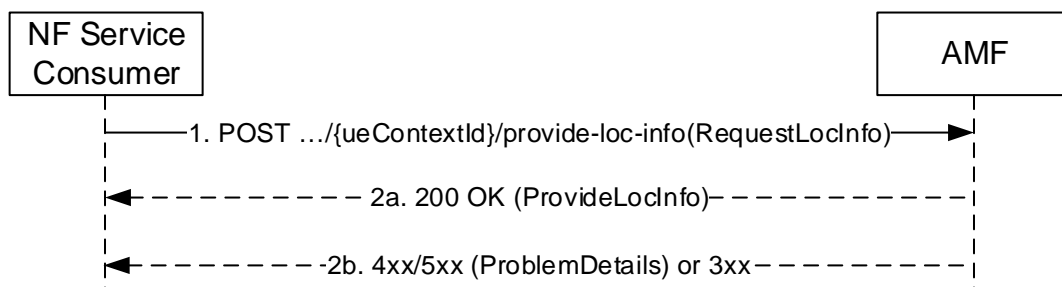 NF Service
Consumer
AMF
1. POST …/{ueContextId}/provide-loc-info(RequestLocInfo)
2a. 200 OK (ProvideLocInfo)
2b. 4xx/5xx (ProblemDetails) or 3xx